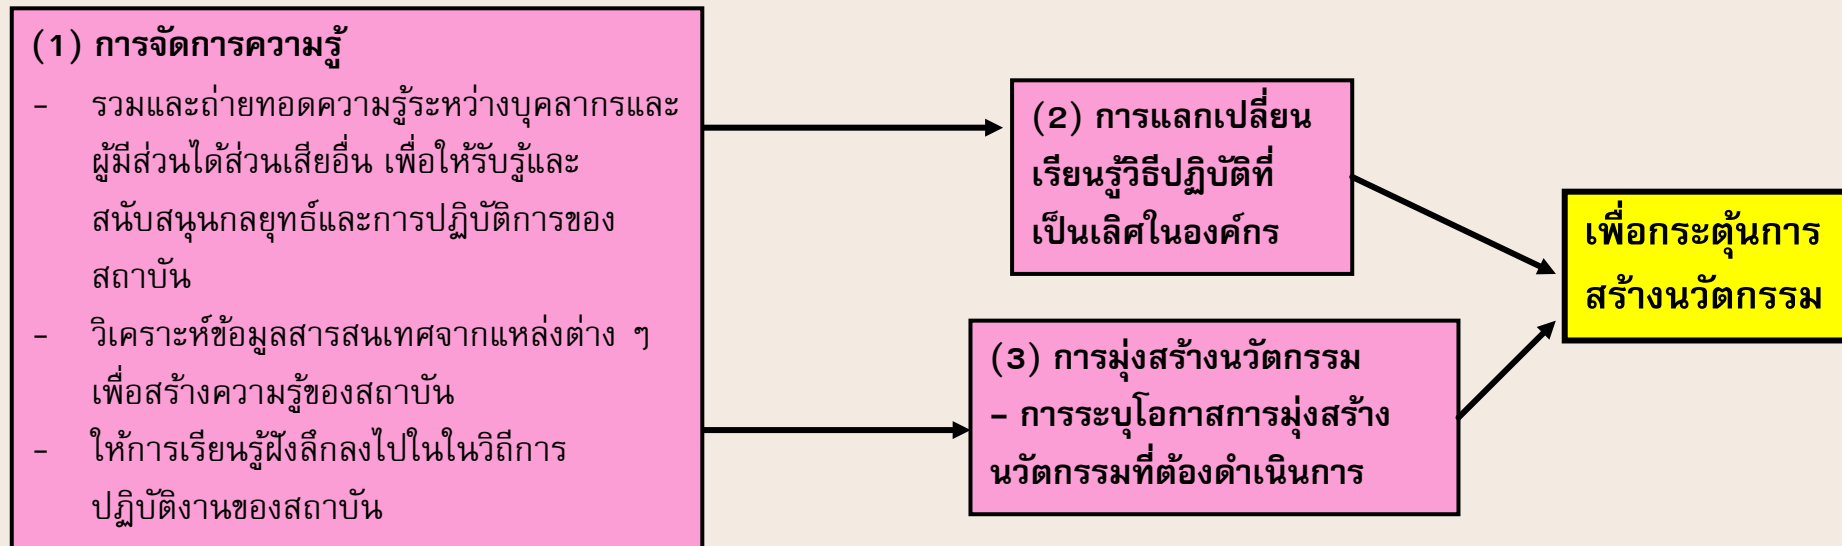 (1) การจัดการความรู้
- รวมและถ่ายทอดความรู้ระหว่างบุคลากรและ
ผู้มีส่วนได้ส่วนเสียอื่น เพื่อให้รับรู้และ
สนับสนุนกลยุทธ์และการปฏิบัติการของ
สถาบัน
- วิเคราะห์ข้อมูลสารสนเทศจากแหล่งต่าง ๆ
เพื่อสร้างความรู้ของสถาบัน
- ให้การเรียนรู้ฝังลึกลงไปในในวิถีการ
ปฏิบัติงานของสถาบัน
(2) การแลกเปลี่ยน
เรียนรู้วิธีปฏิบัติที่
เป็นเลิศในองค์กร
(3) การมุ่งสร้างนวัตกรรม
– การระบุโอกาสการมุ่งสร้าง
นวัตกรรมที่ต้องดำเนินการ
เพื่อกระตุ้นการ
สร้างนวัตกรรม